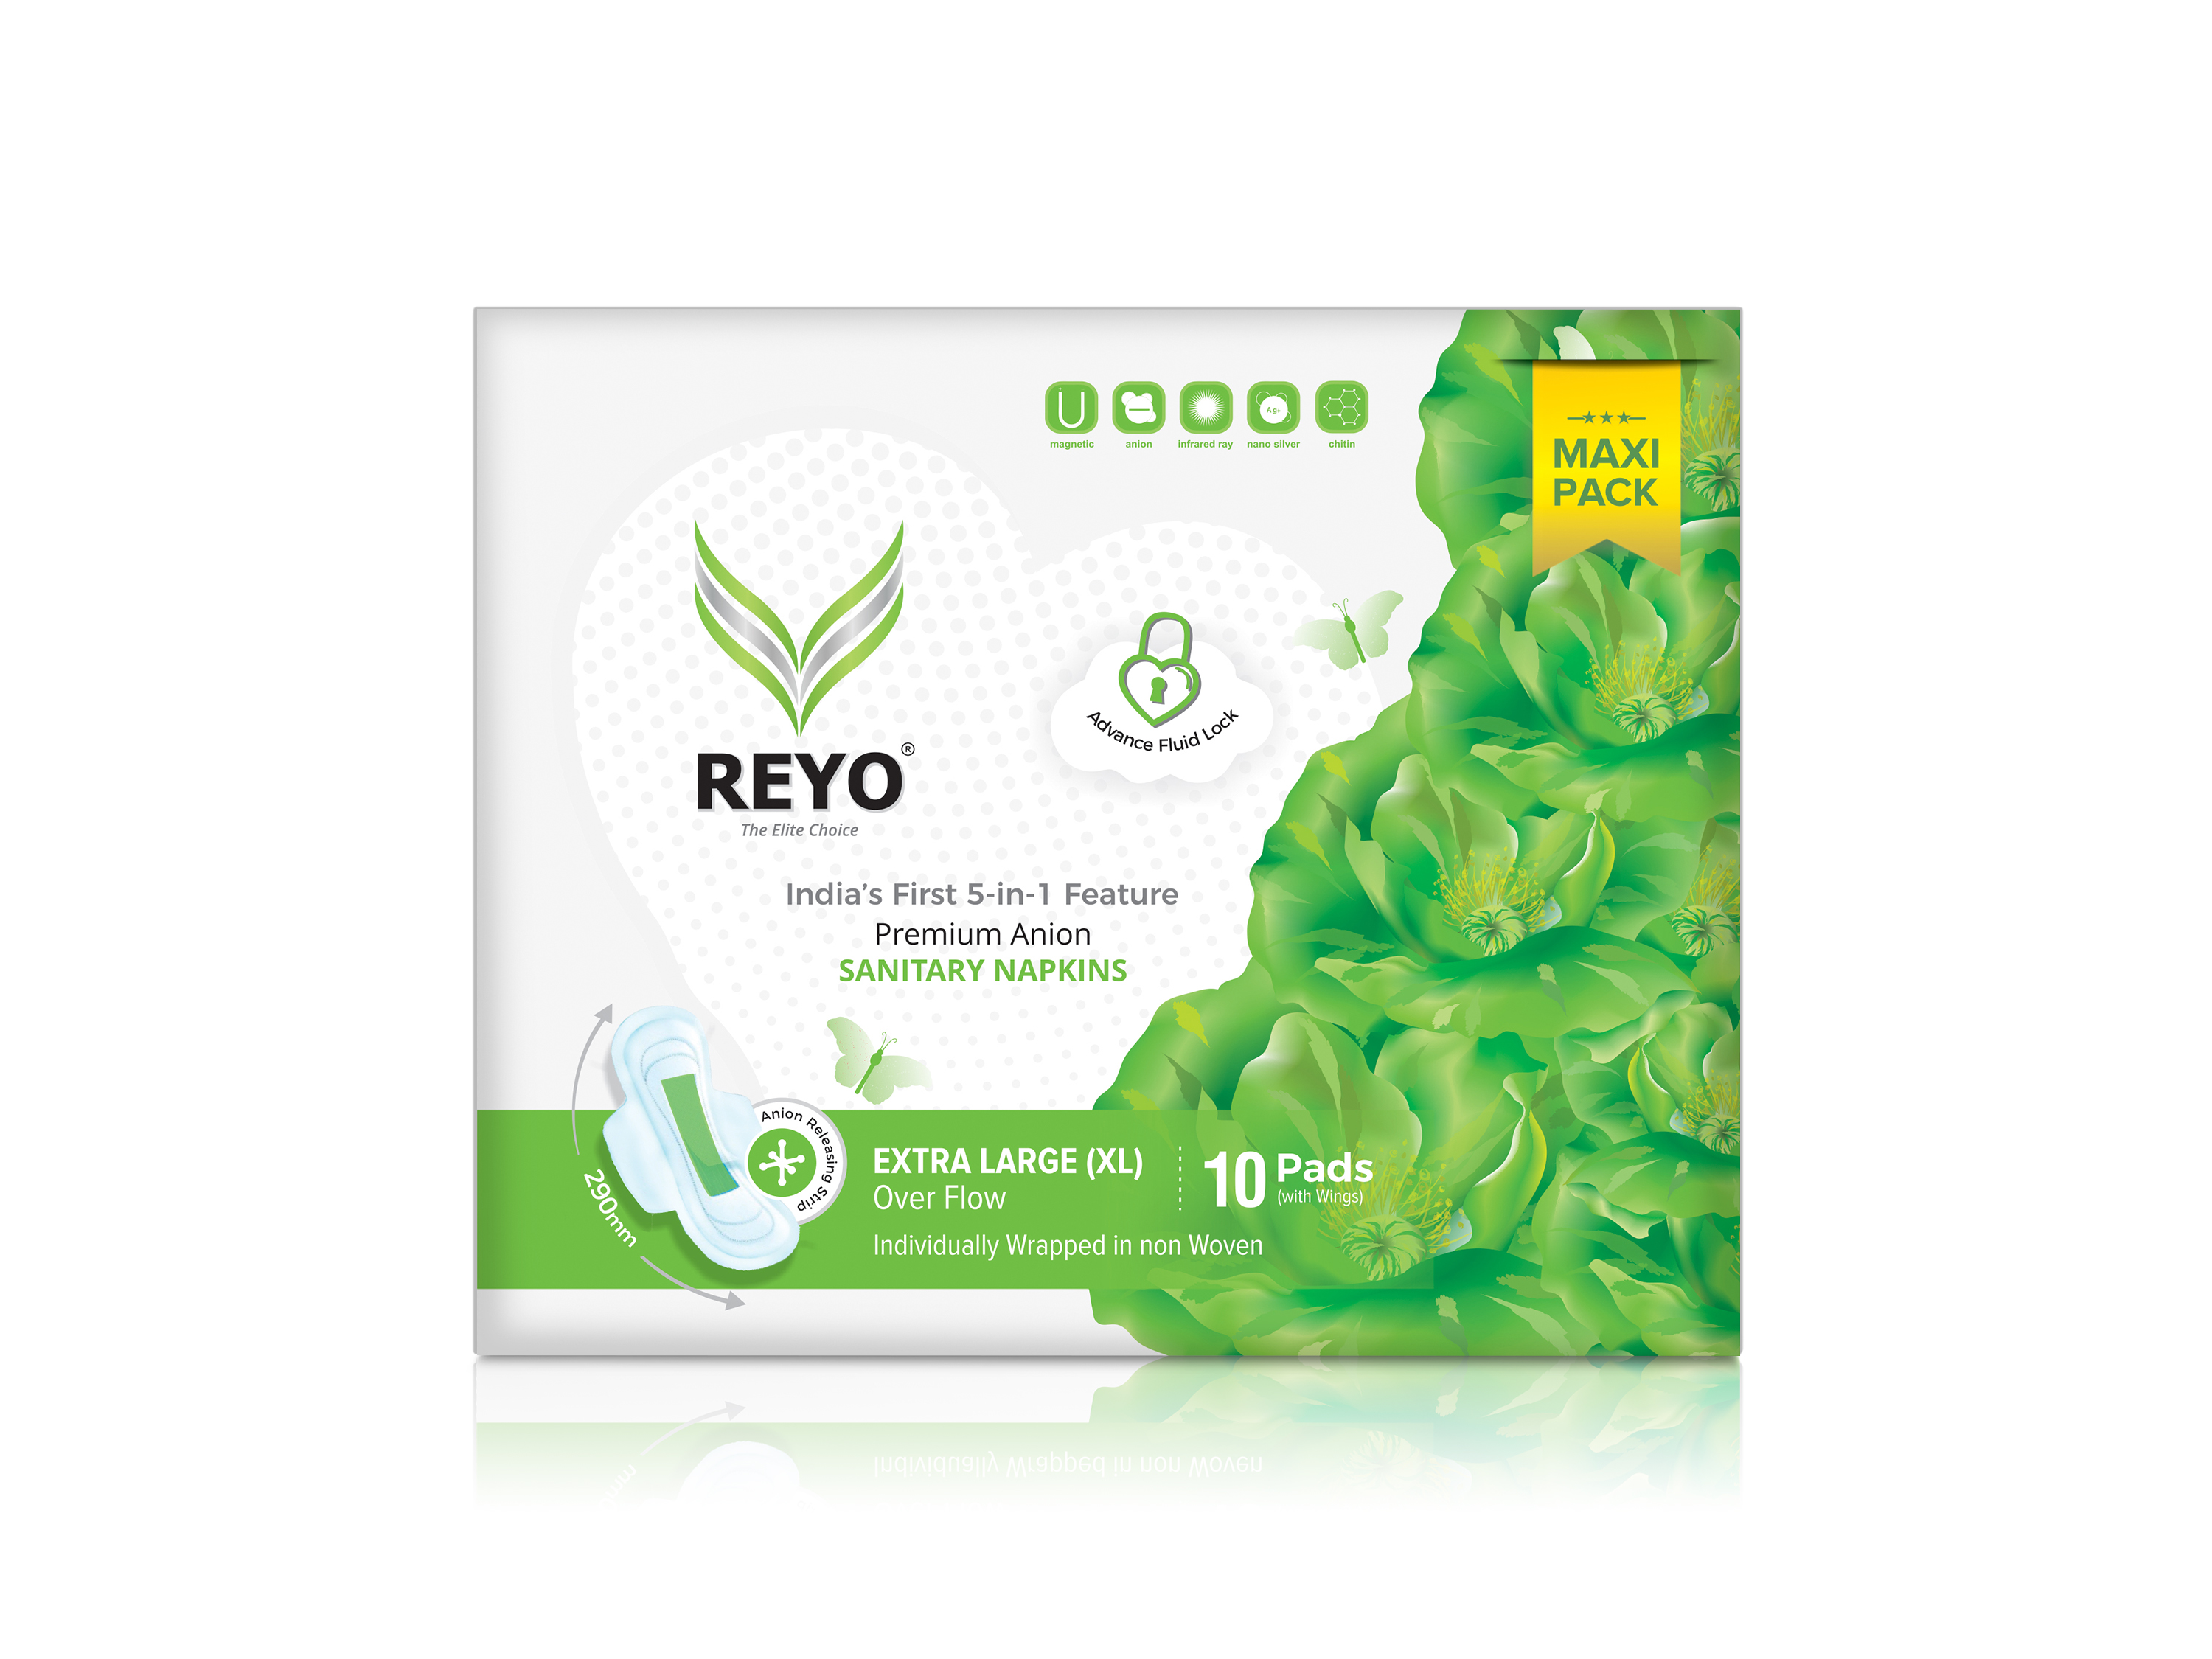 magnetic
anion
infrared ray
Ag+
nano silver
chitin
MAXI
PACK
REYO®
The Elite Choice
Advance Fluid Lock
India's First 5-in-1 Feature
Premium Anion
SANITARY NAPKINS
290mm
Anion Releasing Strip
EXTRA LARGE (XL)
Over Flow
10 Pads
(with Wings)
Individually Wrapped in non Woven